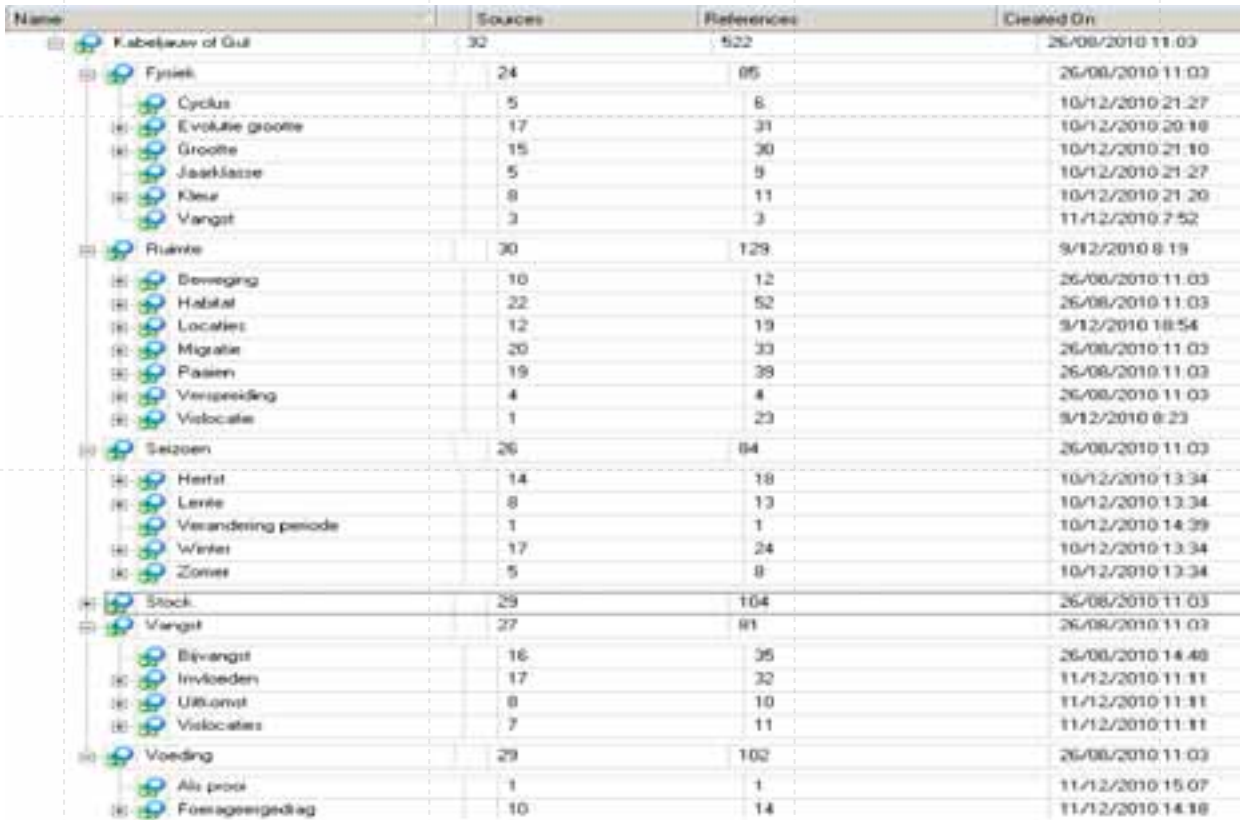 Name Sources References Created On
Kabeljauw of Gul 32 522 26/08/2010 11:03
Fysiek 24 85 26/08/2010 11:03
Cyclus 5 6 10/12/2010 21:27
Evolutie grootte 17 31 10/12/2010 20:18
Grootte 15 30 10/12/2010 21:10
Jaarklasse 5 9 10/12/2010 21:27
Kleur 8 11 10/12/2010 21:20
Vangst 3 3 11/12/2010 7:52
Ruimte 30 129 9/12/2010 8:19
Beweging 10 12 26/08/2010 11:03
Habitat 22 52 26/08/2010 11:03
Locaties 12 19 9/12/2010 18:54
Migratie 20 33 26/08/2010 11:03
Paaien 19 39 26/08/2010 11:03
Verspreiding 4 4 26/08/2010 11:03
Vislocatie 1 23 9/12/2010 8:23
Seizoen 26 84 26/08/2010 11:03
Herfst 14 18 10/12/2010 13:34
Lente 8 13 10/12/2010 13:34
Verandering periode 1 1 10/12/2010 14:39
Winter 17 24 10/12/2010 13:34
Zomer 5 8 10/12/2010 13:34
Stock 29 104 26/08/2010 11:03
Vangst 27 81 26/08/2010 11:03
Bijvangst 16 35 26/08/2010 14:48
Invloeden 17 32 11/12/2010 11:11
Uitkomst 8 10 11/12/2010 11:11
Vislocaties 7 11 11/12/2010 11:11
Voeding 29 102 26/08/2010 11:03
Als prooi 1 1 11/12/2010 15:07
Foerageergedrag 10 14 11/12/2010 14:18